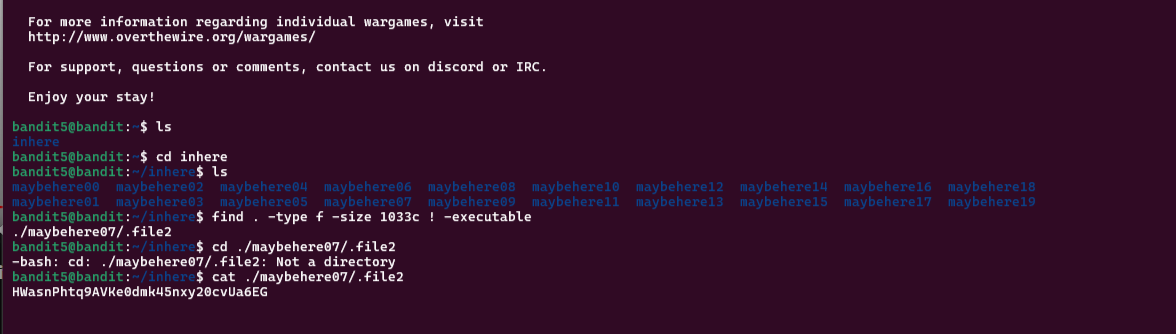 For more information regarding individual wargames, visit
http://www.overthewire.org/wargames/
For support, questions or comments, contact us on discord or IRC.
Enjoy your stay!
bandit5@bandit:~$ ls
inhere
bandit5@bandit:~$ cd inhere
bandit5@bandit:~/inhere$ ls
maybehere00  maybehere02  maybehere04  maybehere06  maybehere08  maybehere10  maybehere12  maybehere14  maybehere16  maybehere18
maybehere01  maybehere03  maybehere05  maybehere07  maybehere09  maybehere11  maybehere13  maybehere15  maybehere17  maybehere19
bandit5@bandit:~/inhere$ find . -type f -size 1033c ! -executable
./maybehere07/.file2
bandit5@bandit:~/inhere$ cd ./maybehere07/.file2
-bash: cd: ./maybehere07/.file2: Not a directory
bandit5@bandit:~/inhere$ cat ./maybehere07/.file2
HWasnPhtq9AVKe0dmk45nxy20cvUa6EG